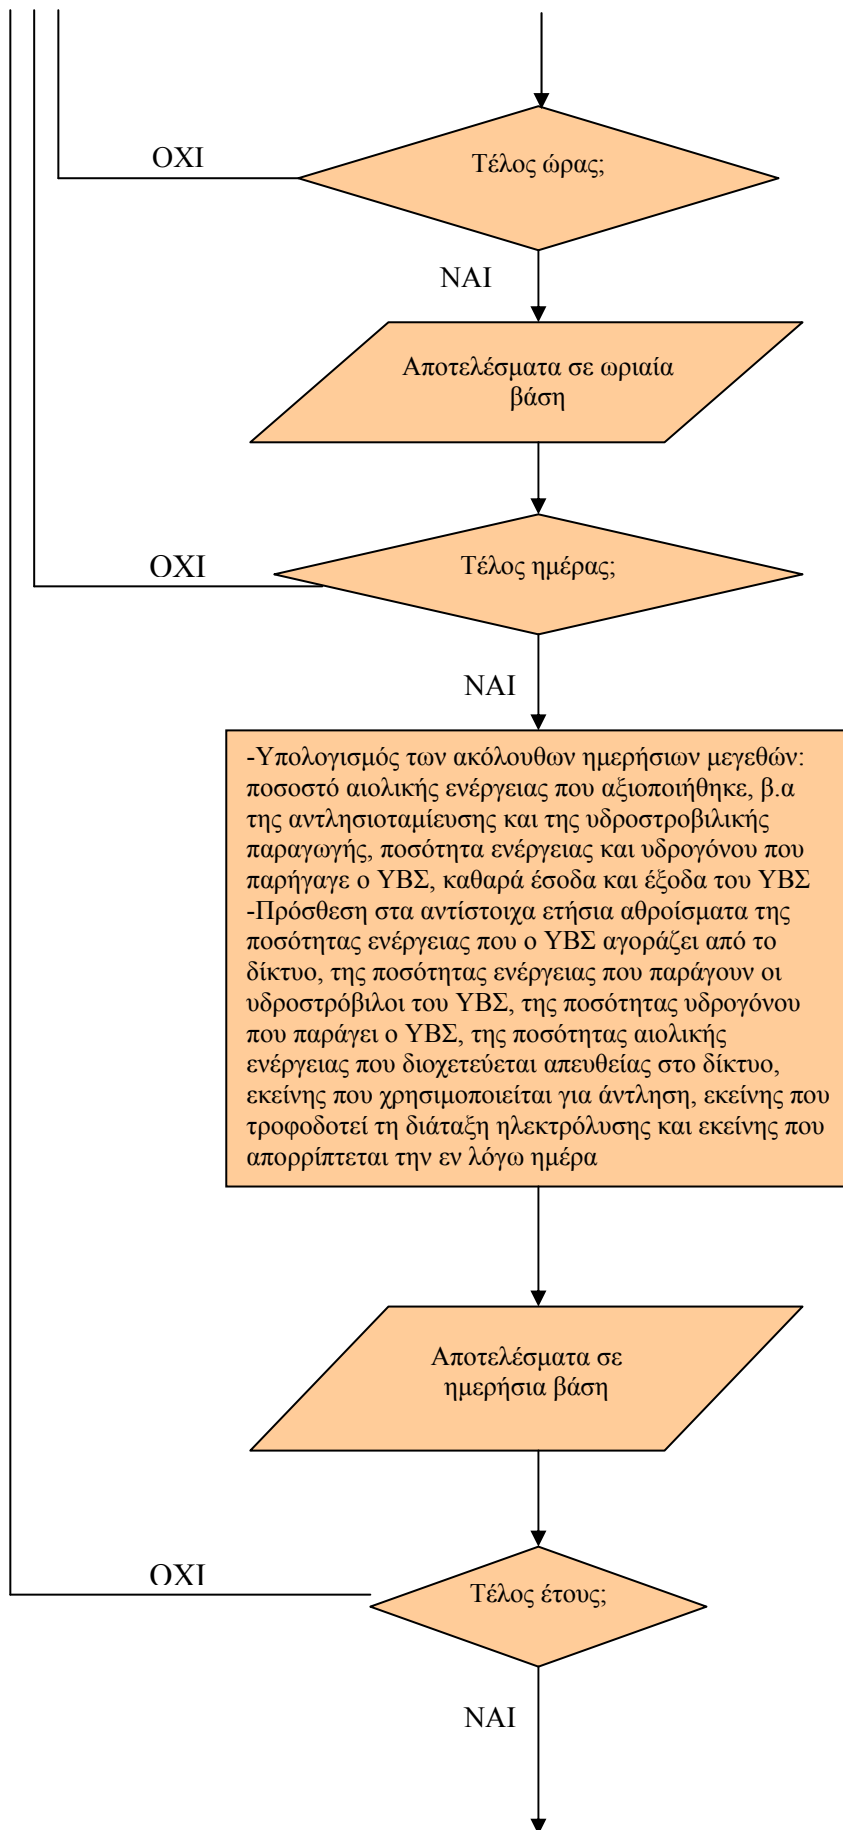 ΟΧΙ
Τέλος ώρας;
ΝΑΙ
Αποτελέσματα σε ωριαία
βάση
ΟΧΙ
Τέλος ημέρας;
ΝΑΙ
-Υπολογισμός των ακόλουθων ημερήσιων μεγεθών:
ποσοστό αιολικής ενέργειας που αξιοποιήθηκε, β.α
της αντλησιοταμίευσης και της υδροστροβιλικής
παραγωγής, ποσότητα ενέργειας και υδρογόνου που
παρήγαγε ο ΥΒΣ, καθαρά έσοδα και έξοδα του ΥΒΣ
-Πρόσθεση στα αντίστοιχα ετήσια αθροίσματα της
ποσότητας ενέργειας που ο ΥΒΣ αγοράζει από το
δίκτυο, της ποσότητας ενέργειας που παράγουν οι
υδροστρόβιλοι του ΥΒΣ, της ποσότητας υδρογόνου
που παράγει ο ΥΒΣ, της ποσότητας αιολικής
ενέργειας που διοχετεύεται απευθείας στο δίκτυο,
εκείνης που χρησιμοποιείται για άντληση, εκείνης που
τροφοδοτεί τη διάταξη ηλεκτρόλυσης και εκείνης που
απορρίπτεται την εν λόγω ημέρα
Αποτελέσματα σε
ημερήσια βάση
ΟΧΙ
Τέλος έτους;
ΝΑΙ